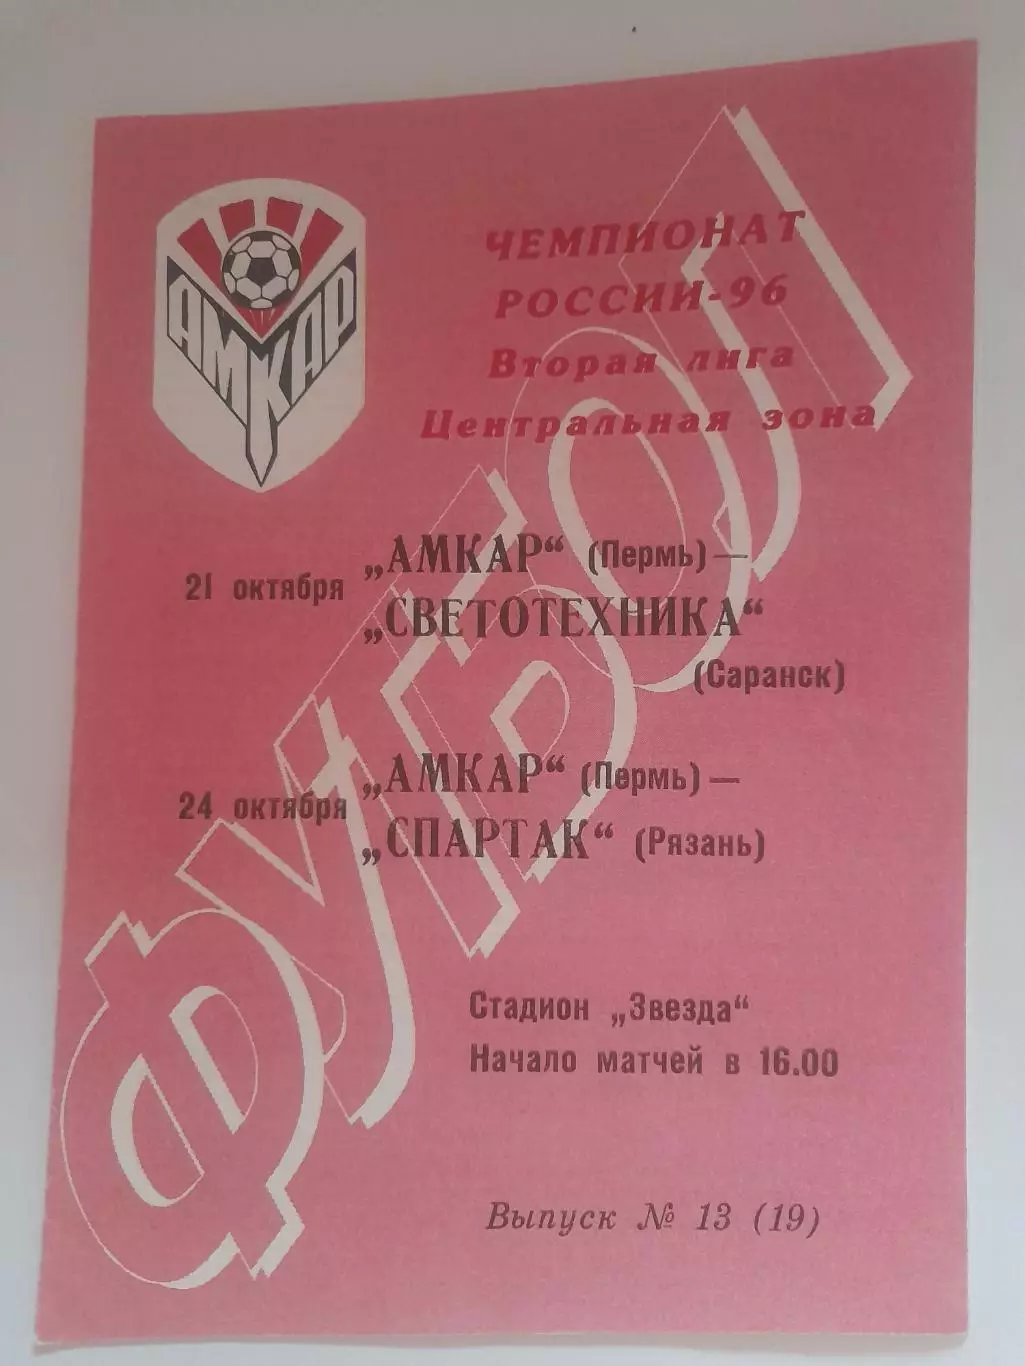 АМКАР
ЧЕМПИОНАТ
РОССИИ-96
Вторая лига
Центральная зона
21 октября „АМКАР“ (Пермь) —
„СВЕТОТЕХНИКА“
(Саранск)
24 октября „АМКАР“ (Пермь) —
„СПАРТАК“ (Рязань)
ФУТБОЛ
Стадион „Звезда“
Начало матчей в 16.00
Выпуск № 13 (19)